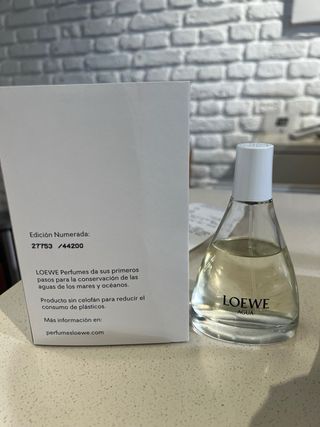 Edición Numerada:
27753 /44200
LOEWE Perfumes da sus primeros
pasos para la conservación de las
aguas de los mares y océanos.
Producto sin celofán para reducir el
consumo de plásticos.
Más información en:
perfumesloewe.com
LOEWE
AGUA